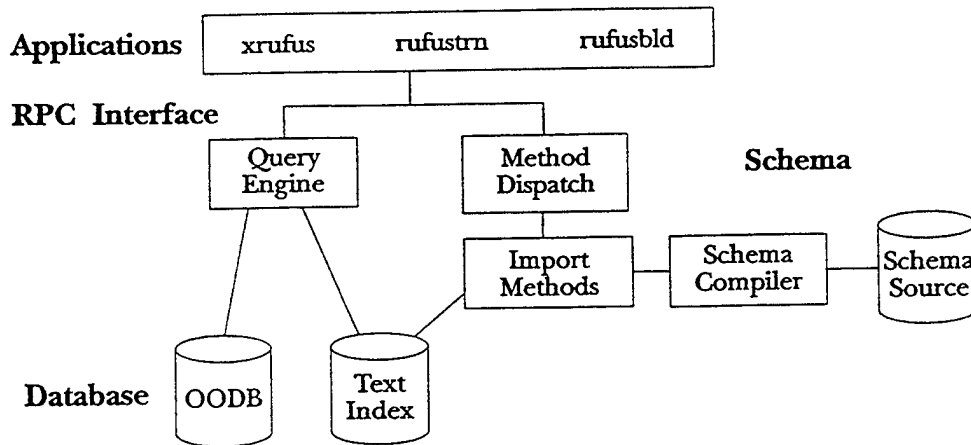 Applications
xrufus rufustrn rufusbld
RPC Interface
Query
Engine
Method
Dispatch
Schema
Import
Methods
Schema
Compiler
Schema
Source
Database
OODB
Text
Index